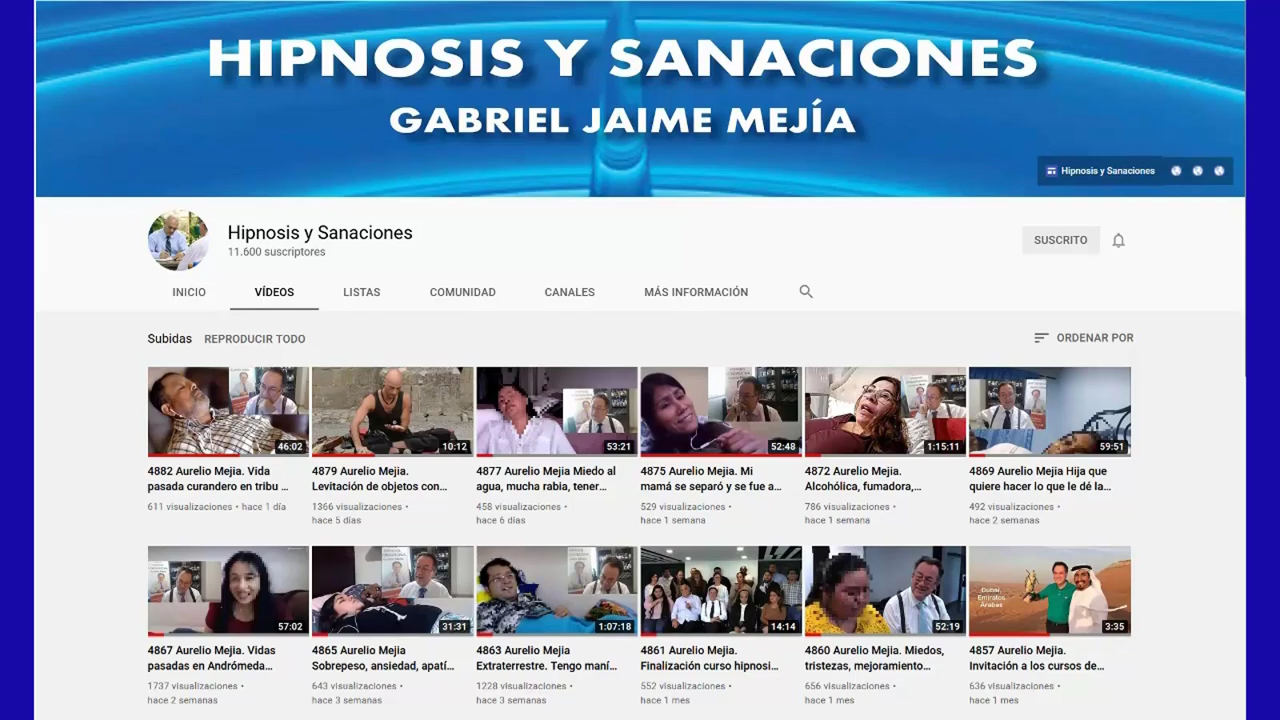 HIPNOSIS Y SANACIONES
GABRIEL JAIME MEJÍA
Hipnosis y Sanaciones
Hipnosis y Sanaciones
11.600 suscriptores
SUSCRITO
INICIO
VÍDEOS
LISTAS
COMUNIDAD
CANALES
MÁS INFORMACIÓN
Subidas
REPRODUCIR TODO
ORDENAR POR
46:02
10:12
53:21
52:48
1:15:11
59:51
4882 Aurelio Mejia. Vida
pasada curandero en tribu ...
611 visualizaciones • hace 1 día
4879 Aurelio Mejia.
Levitación de objetos con...
1366 visualizaciones •
hace 5 días
4877 Aurelio Mejia Miedo al
agua, mucha rabia, tener...
458 visualizaciones •
hace 6 días
4875 Aurelio Mejia. Mi
mamá se separó y se fue a...
529 visualizaciones •
hace 1 semana
4872 Aurelio Mejia.
Alcohólica, fumadora,...
786 visualizaciones •
hace 1 semana
4869 Aurelio Mejia Hija que
quiere hacer lo que le dé la...
492 visualizaciones •
hace 2 semanas
57:02
31:31
1:07:18
14:14
52:19
Dubai,
Emiratos
Árabes
3:35
4867 Aurelio Mejia. Vidas
pasadas en Andrómeda...
1737 visualizaciones •
hace 2 semanas
4865 Aurelio Mejia
Sobrepeso, ansiedad, apatí...
643 visualizaciones •
hace 3 semanas
4863 Aurelio Mejia
Extraterrestre. Tengo maní...
1228 visualizaciones •
hace 3 semanas
4861 Aurelio Mejia.
Finalización curso hipnosi...
552 visualizaciones •
hace 1 mes
4860 Aurelio Mejia. Miedos,
tristezas, mejoramiento...
656 visualizaciones •
hace 1 mes
4857 Aurelio Mejia.
Invitación a los cursos de...
636 visualizaciones •
hace 1 mes